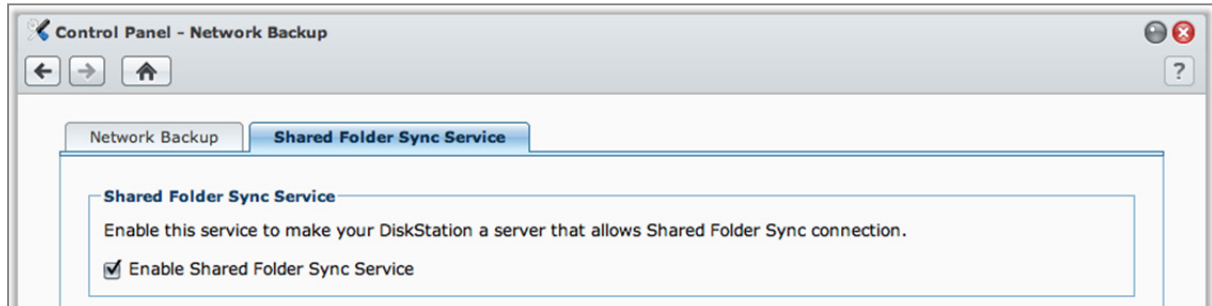 Control Panel - Network Backup
?
Network Backup
Shared Folder Sync Service
Shared Folder Sync Service
Enable this service to make your DiskStation a server that allows Shared Folder Sync connection.
Enable Shared Folder Sync Service